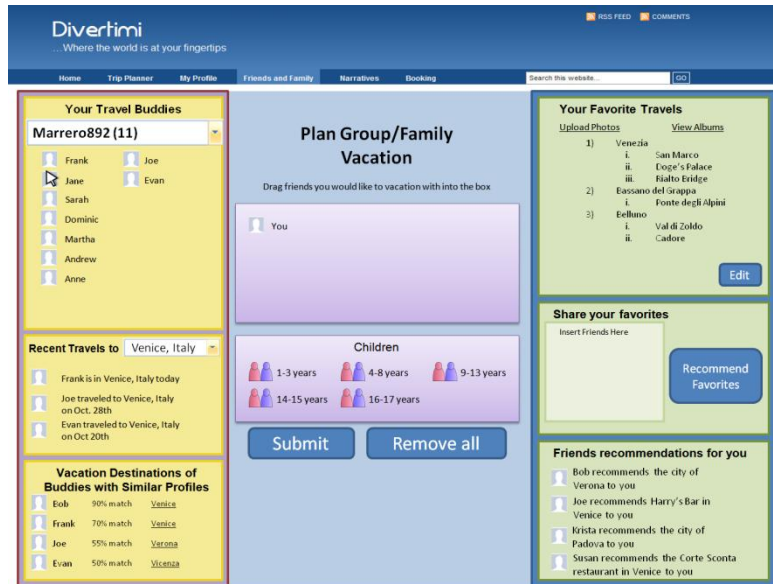 RSS FEED COMMENTS
Divertimi
...Where the world is at your fingertips
Home Trip Planner My Profile Friends and Family Narratives Booking Search this website... GO
Your Travel Buddies
Marrero892 (11)
Frank Joe
Jane Evan
Sarah
Dominic
Martha
Andrew
Anne
Recent Travels to Venice, Italy
Frank is in Venice, Italy today
Joe traveled to Venice, Italy
on Oct. 28th
Evan traveled to Venice, Italy
on Oct 20th
Vacation Destinations of
Buddies with Similar Profiles
Bob 90% match Venice
Frank 70% match Venice
Joe 55% match Verona
Evan 50% match Vicenza
Plan Group/Family
Vacation
Drag friends you would like to vacation with into the box
You
Children
1-3 years 4-8 years 9-13 years
14-15 years 16-17 years
Submit Remove all
Your Favorite Travels
Upload Photos View Albums
1) Venezia
i. San Marco
ii. Doge's Palace
iii. Rialto Bridge
2) Bassano del Grappa
i. Ponte degli Alpini
3) Belluno
i. Val di Zoldo
ii. Cadore
Edit
Share your favorites
Insert Friends Here
Recommend
Favorites
Friends recommendations for you
Bob recommends the city of
Verona to you
Joe recommends Harry's Bar in
Venice to you
Krista recommends the city of
Padova to you
Susan recommends the Corte Sconta
restaurant in Venice to you